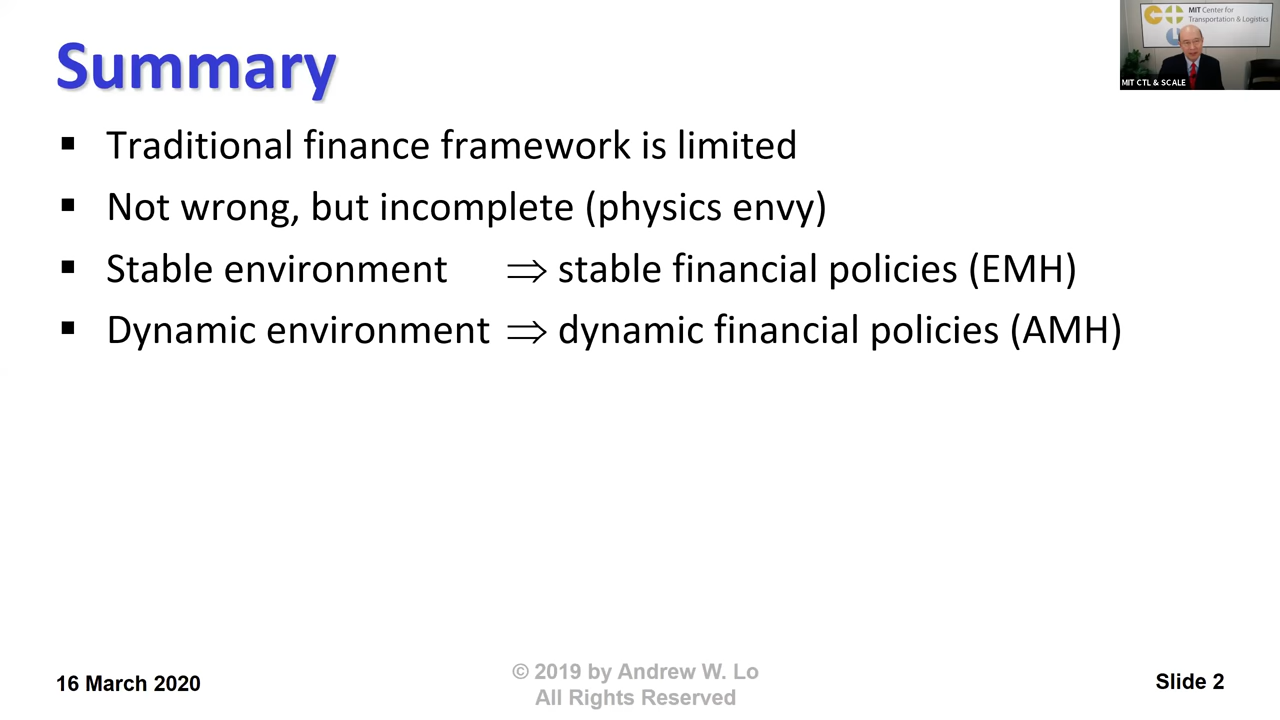 Summary
MIT Center for
Transportation & Logistics
MIT CTL & SCALE
▪ Traditional finance framework is limited
▪ Not wrong, but incomplete (physics envy)
▪ Stable environment ⇒ stable financial policies (EMH)
▪ Dynamic environment ⇒ dynamic financial policies (AMH)
16 March 2020
© 2019 by Andrew W. Lo
All Rights Reserved
Slide 2